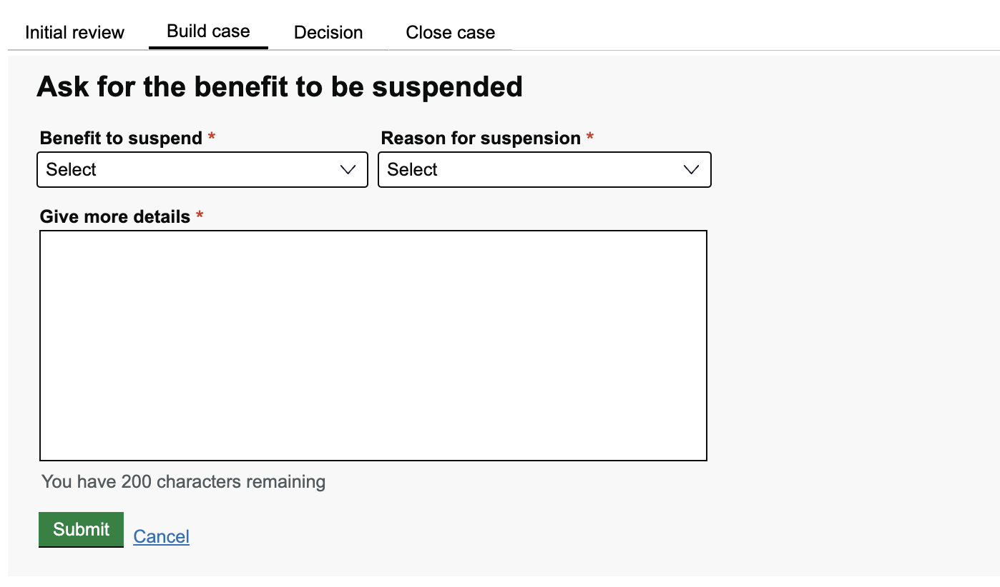 Initial review Build case Decision Close case
Ask for the benefit to be suspended
Benefit to suspend * Reason for suspension *
Select Select
Give more details *
You have 200 characters remaining
Submit Cancel